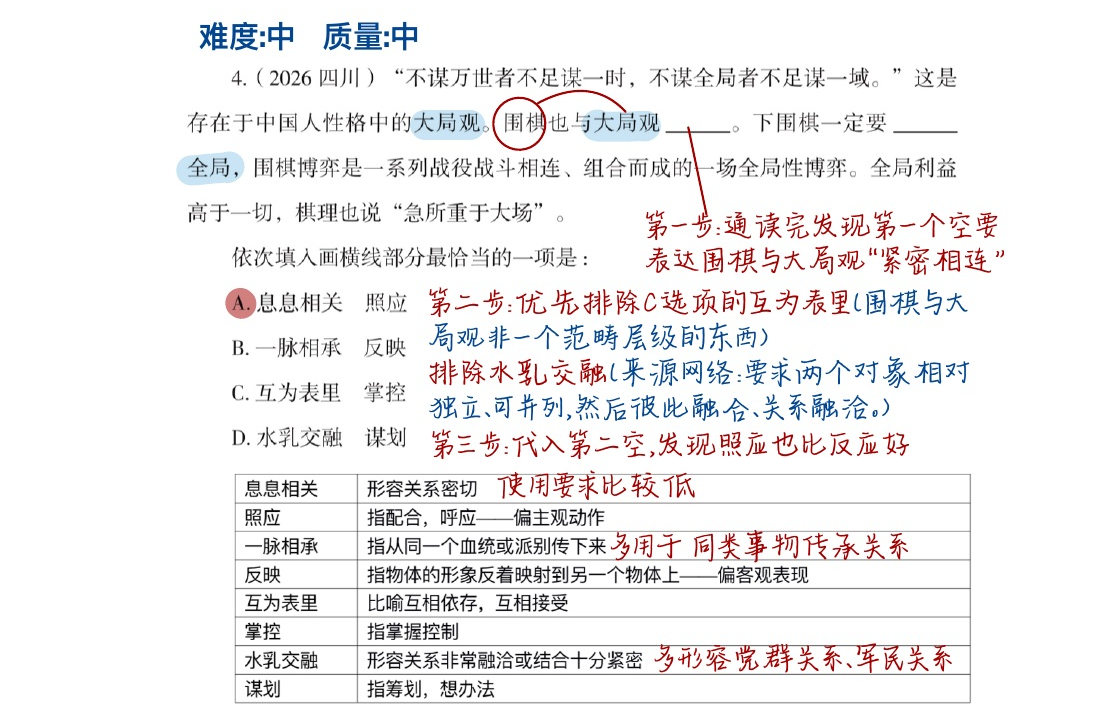 难度:中 质量:中
4.（2026 四川）“不谋万世者不足谋一时，不谋全局者不足谋一域。”这是
存在于中国人性格中的大局观。围棋也与大局观______。下围棋一定要______
全局，围棋博弈是一系列战役战斗相连、组合而成的一场全局性博弈。全局利益
高于一切，棋理也说“急所重于大场”。
第一步:通读完发现第一个空要
表达围棋与大局观“紧密相连”
依次填入画横线部分最恰当的一项是：
A. 息息相关 照应
第二步:优先排除C选项的互为表里(围棋与大
局观非一个范畴层级的东西)
B. 一脉相承 反映
排除水乳交融(来源网络:要求两个对象相对
独立、可并列,然后彼此融合、关系融洽。)
C. 互为表里 掌控
D. 水乳交融 谋划
第三步:代入第二空,发现照应也比反应好
息息相关 形容关系密切 使用要求比较低
照应 指配合，呼应——偏主观动作
一脉相承 指从同一个血统或派别传下来 多用于 同类事物传承关系
反映 指物体的形象反着映射到另一个物体上——偏客观表现
互为表里 比喻互相依存，互相接受
掌控 指掌握控制
水乳交融 形容关系非常融洽或结合十分紧密 多形容党群关系、军民关系
谋划 指筹划，想办法